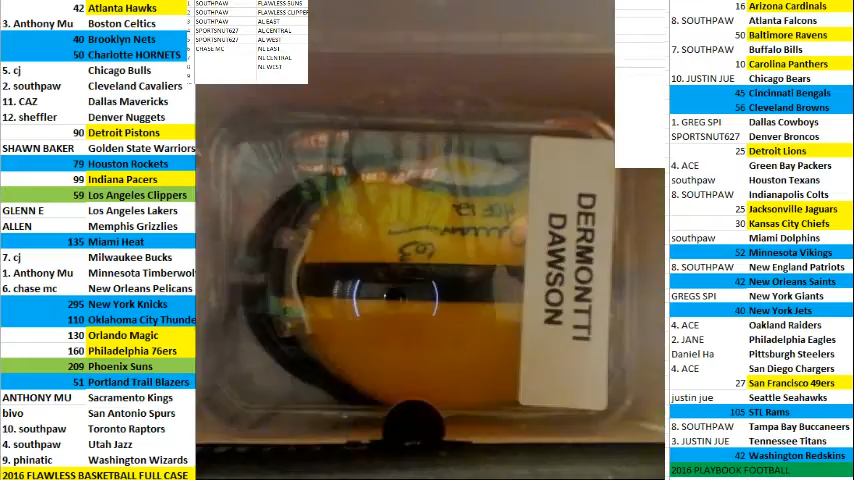 42 Atlanta Hawks
3. Anthony Mu Boston Celtics
40 Brooklyn Nets
50 Charlotte HORNETS
5. cj Chicago Bulls
2. southpaw Cleveland Cavaliers
11. CAZ Dallas Mavericks
12. sheffler Denver Nuggets
90 Detroit Pistons
SHAWN BAKER Golden State Warriors
79 Houston Rockets
99 Indiana Pacers
59 Los Angeles Clippers
GLENN E Los Angeles Lakers
ALLEN Memphis Grizzlies
135 Miami Heat
7. cj Milwaukee Bucks
1. Anthony Mu Minnesota Timberwol
6. chase mc New Orleans Pelicans
295 New York Knicks
110 Oklahoma City Thunde
130 Orlando Magic
160 Philadelphia 76ers
209 Phoenix Suns
51 Portland Trail Blazers
ANTHONY MU Sacramento Kings
bivo San Antonio Spurs
10. southpaw Toronto Raptors
4. southpaw Utah Jazz
9. phinatic Washington Wizards
2016 FLAWLESS BASKETBALL FULL CASE
1 SOUTHPAW FLAWLESS SUNS
2 SOUTHPAW FLAWLESS CLIPPER
3 SOUTHPAW AL EAST
4 SPORTSNUT627 AL CENTRAL
5 SPORTSNUT627 AL WEST
6 CHASE MC NL EAST
7 NL CENTRAL
8 NL WEST
9
DERMONTTI
DAWSON
HOF 12
63
16 Arizona Cardinals
8. SOUTHPAW Atlanta Falcons
50 Baltimore Ravens
7. SOUTHPAW Buffalo Bills
10 Carolina Panthers
10. JUSTIN JUE Chicago Bears
45 Cincinnati Bengals
56 Cleveland Browns
1. GREG SPI Dallas Cowboys
SPORTSNUT627 Denver Broncos
25 Detroit Lions
4. ACE Green Bay Packers
southpaw Houston Texans
8. SOUTHPAW Indianapolis Colts
25 Jacksonville Jaguars
30 Kansas City Chiefs
southpaw Miami Dolphins
52 Minnesota Vikings
8. SOUTHPAW New England Patriots
42 New Orleans Saints
GREGS SPI New York Giants
40 New York Jets
4. ACE Oakland Raiders
2. JANE Philadelphia Eagles
Daniel Ha Pittsburgh Steelers
4. ACE San Diego Chargers
27 San Francisco 49ers
justin jue Seattle Seahawks
105 STL Rams
8. SOUTHPAW Tampa Bay Buccaneers
3. JUSTIN JUE Tennessee Titans
42 Washington Redskins
2016 PLAYBOOK FOOTBALL